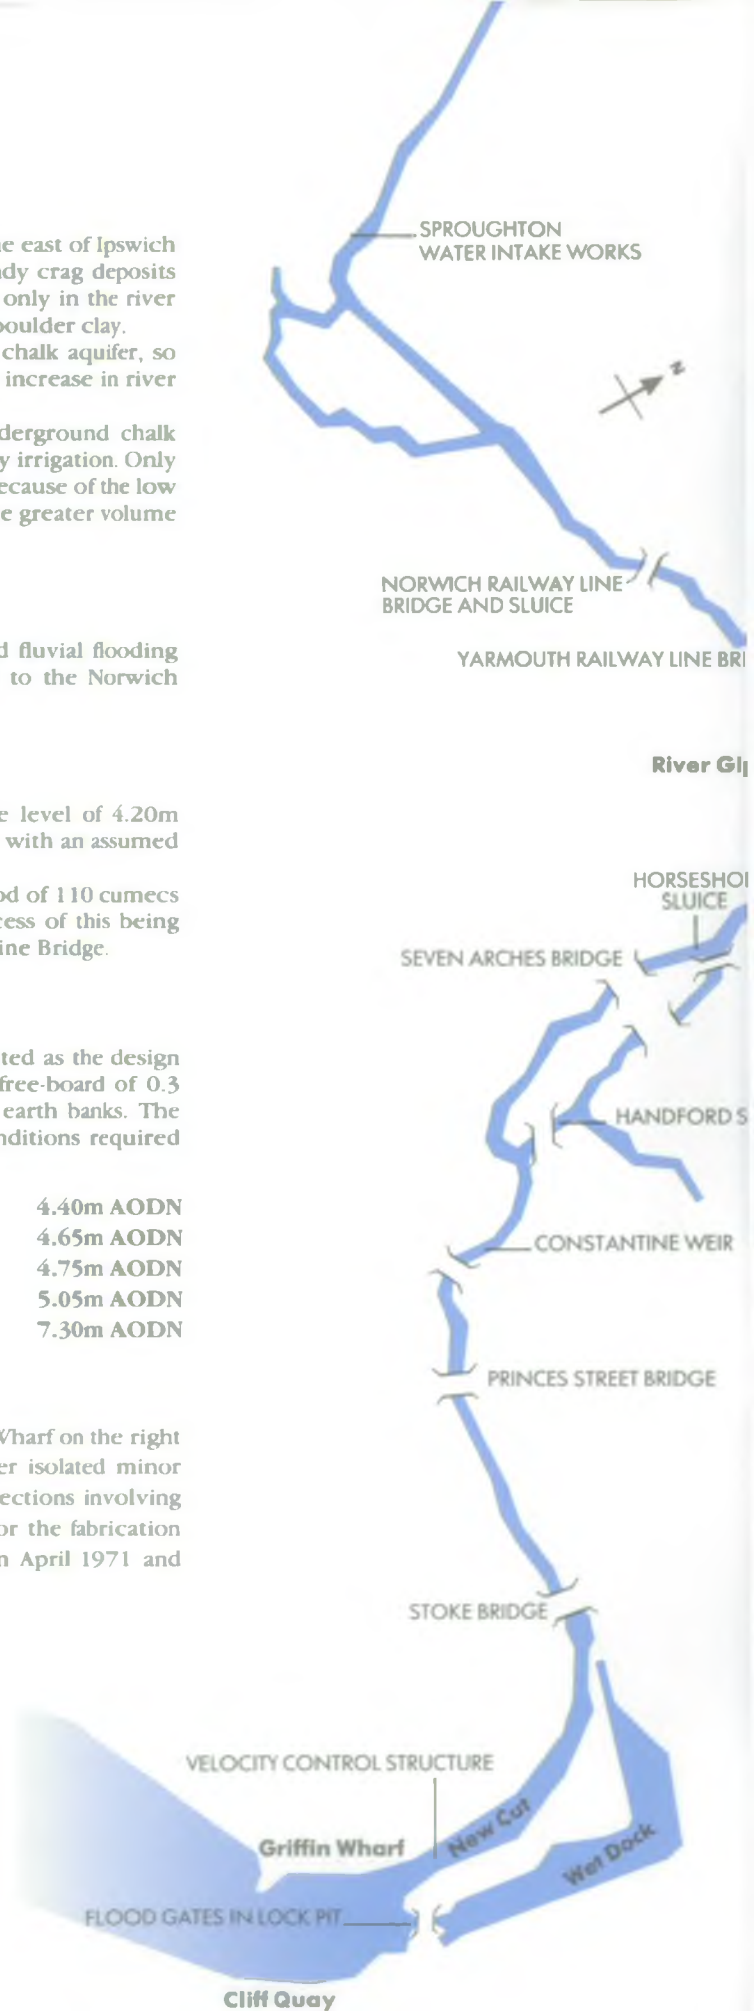 e east of Ipswich
dy crag deposits
only in the river
oulder clay.
chalk aquifer, so
increase in river
derground chalk
y irrigation. Only
ecause of the low
e greater volume
d fluvial flooding
to the Norwich
e level of 4.20m
with an assumed
od of 110 cumecs
cess of this being
ine Bridge.
ted as the design
free-board of 0.3
earth banks. The
nditions required
4.40m AODN
4.65m AODN
4.75m AODN
5.05m AODN
7.30m AODN
Wharf on the right
er isolated minor
ections involving
or the fabrication
n April 1971 and
SPROUGHTON
WATER INTAKE WORKS
N
NORWICH RAILWAY LINE
BRIDGE AND SLUICE
YARMOUTH RAILWAY LINE BRI
River Gip
HORSESHOE
SLUICE
SEVEN ARCHES BRIDGE
HANDFORD S
CONSTANTINE WEIR
PRINCES STREET BRIDGE
STOKE BRIDGE
VELOCITY CONTROL STRUCTURE
New Cut
Griffin Wharf
Wet Dock
FLOOD GATES IN LOCK PIT
Cliff Quay